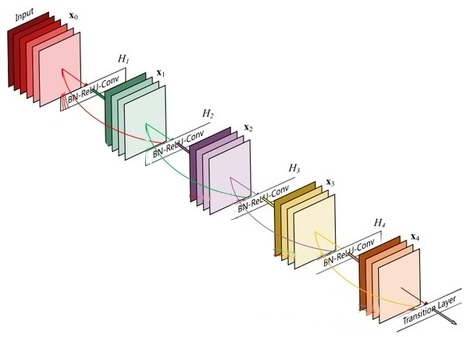 Input
x0
H1
BN-ReLU-Conv
x1
H2
BN-ReLU-Conv
x2
H3
BN-ReLU-Conv
x3
H4
BN-ReLU-Conv
x4
Transition Layer